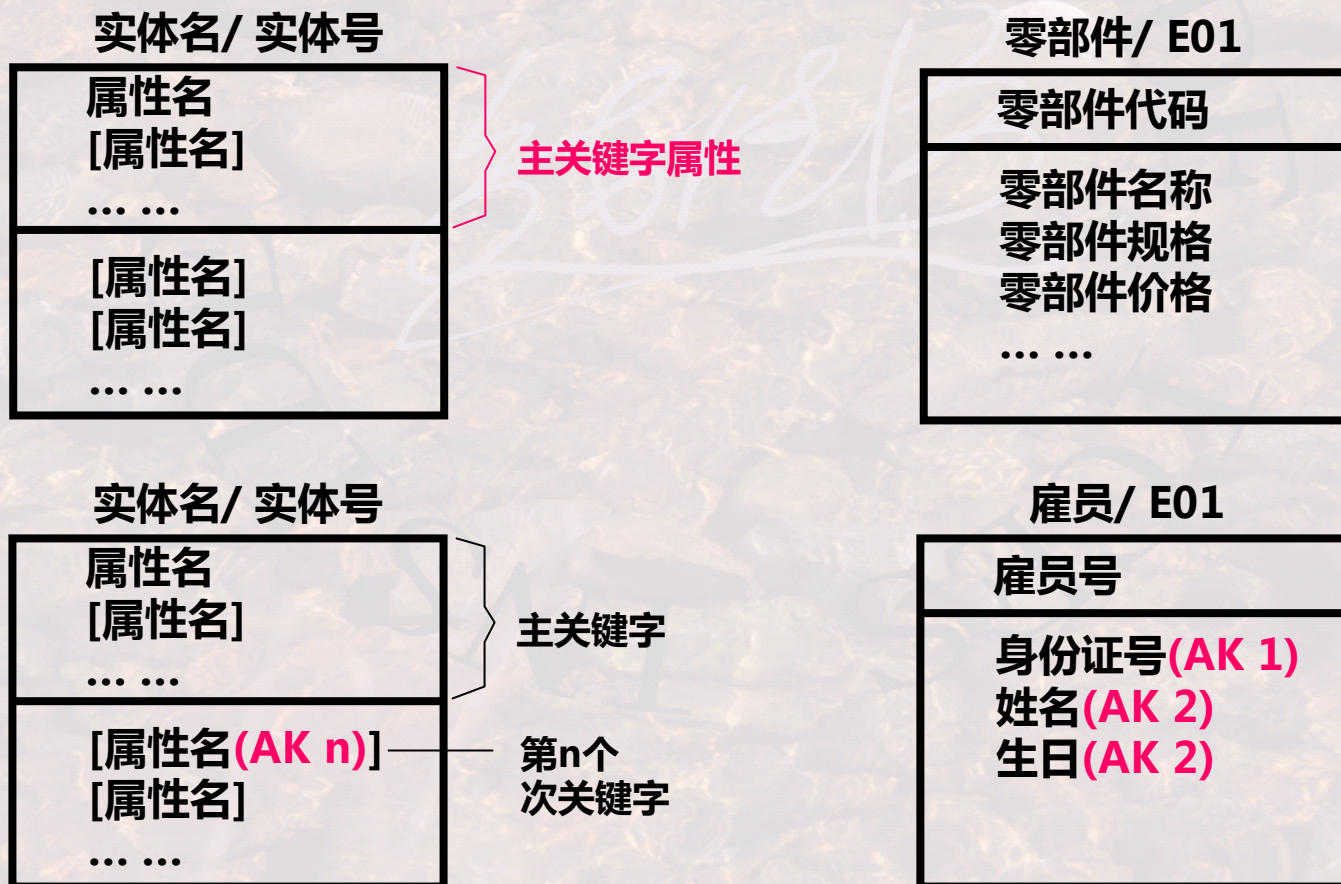 实体名/ 实体号
属性名
[属性名]
... ...
主关键字属性
[属性名]
[属性名]
... ...
零部件/ E01
零部件代码
零部件名称
零部件规格
零部件价格
... ...
实体名/ 实体号
属性名
[属性名]
... ...
主关键字
[属性名(AK n)]
第n个
次关键字
[属性名]
... ...
雇员/ E01
雇员号
身份证号(AK 1)
姓名(AK 2)
生日(AK 2)